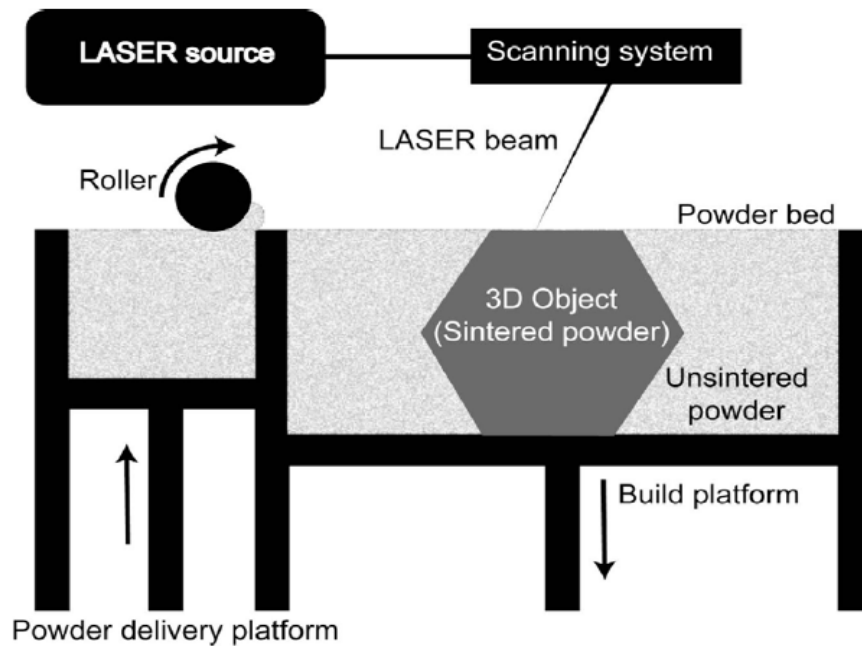 LASER source
Scanning system
LASER beam
Roller
Powder bed
3D Object
(Sintered powder)
Unsintered
powder
Build platform
Powder delivery platform